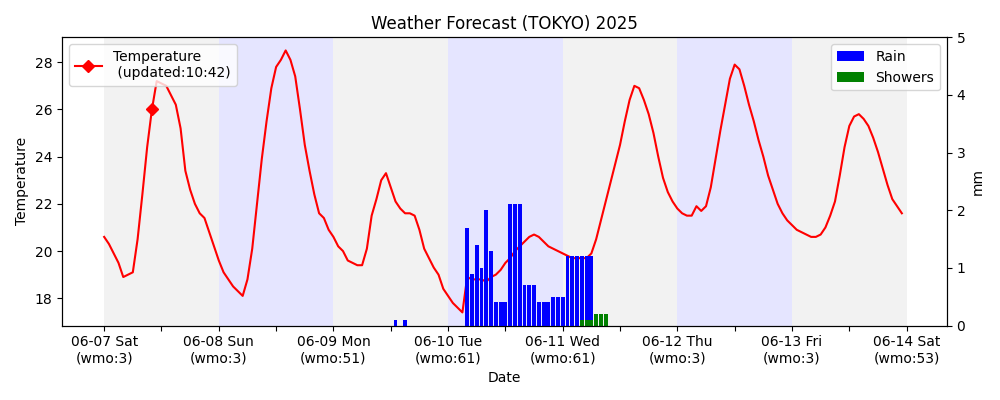 Weather Forecast (TOKYO) 2025
Temperature
(updated:10:42)
Rain
Showers
Temperature
28
26
24
22
20
18
5
4
3
2
1
0
mm
06-07 Sat
(wmo:3)
06-08 Sun
(wmo:3)
06-09 Mon
(wmo:51)
06-10 Tue
(wmo:61)
06-11 Wed
(wmo:61)
06-12 Thu
(wmo:3)
06-13 Fri
(wmo:3)
06-14 Sat
(wmo:53)
Date